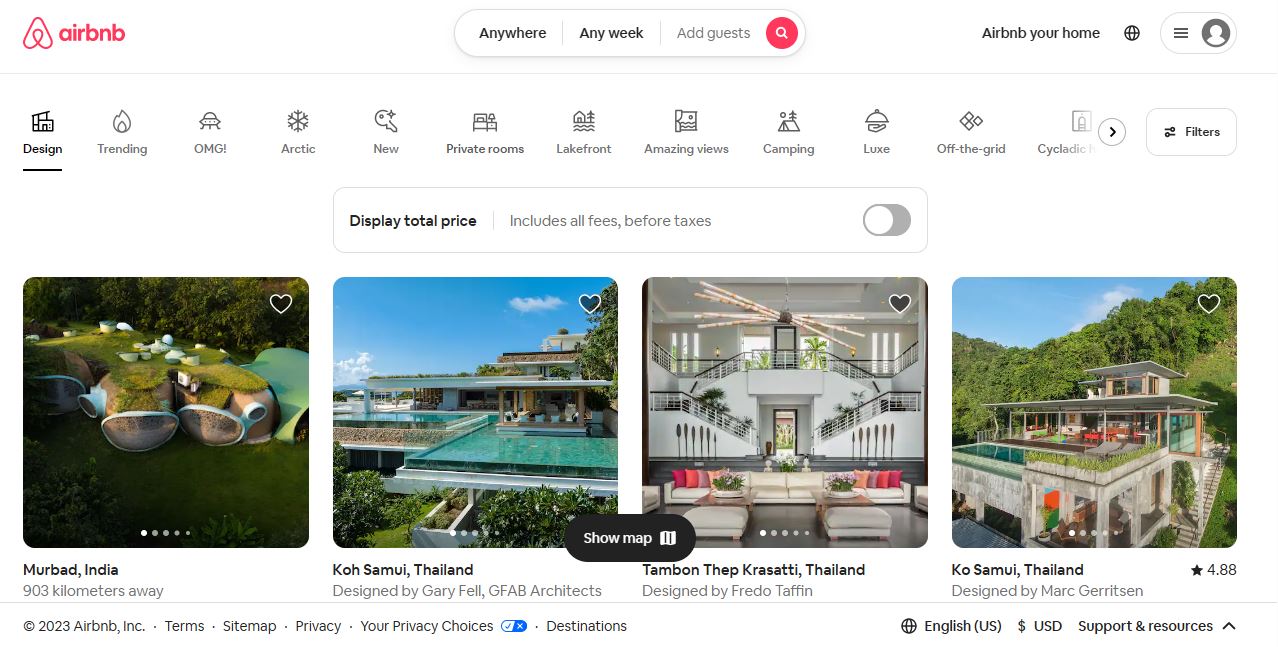 airbnb
Anywhere
Any week
Add guests
Airbnb your home
Design
Trending
OMG!
Arctic
New
Private rooms
Lakefront
Amazing views
Camping
Luxe
Off-the-grid
Cycladic
Filters
Display total price
Includes all fees, before taxes
Show map
Murbad, India
903 kilometers away
Koh Samui, Thailand
Designed by Gary Fell, GFAB Architects
Tambon Thep Krasatti, Thailand
Designed by Fredo Taffin
Ko Samui, Thailand
4.88
Designed by Marc Gerritsen
© 2023 Airbnb, Inc. · Terms · Sitemap · Privacy · Your Privacy Choices · Destinations
English (US) $ USD Support & resources